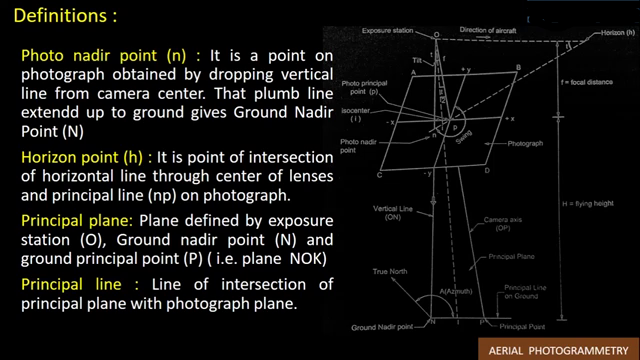 Definitions :
Photo nadir point (n) : It is a point on
photograph obtained by dropping vertical
line from camera center. That plumb line
extendd up to ground gives Ground Nadir
Point (N)
Horizon point (h) : It is point of intersection
of horizontal line through center of lenses
and principal line (np) on photograph.
Principal plane: Plane defined by exposure
station (O), Ground nadir point (N) and
ground principal point (P) ( i.e. plane NOK)
Principal line : Line of intersection of
principal plane with photograph plane.
Exposure station
O
Direction of aircraft
Horizon (h)
t
Tilt
A
+ y
B
f = focal distance
Photo principal
point (p)
isocenter
( i )
- x
+ x
n
p
Photo nadir
point
Swing
Photograph
C
- y
D
H = flying height
Vertical Line
(ON)
Camera axis
(OP)
Principal Plane
True North
A(Azmuth)
Principal Line
on Ground
N
I
P
Ground Nadir point
Principal Point
AERIAL PHOTOGRAMMETRY